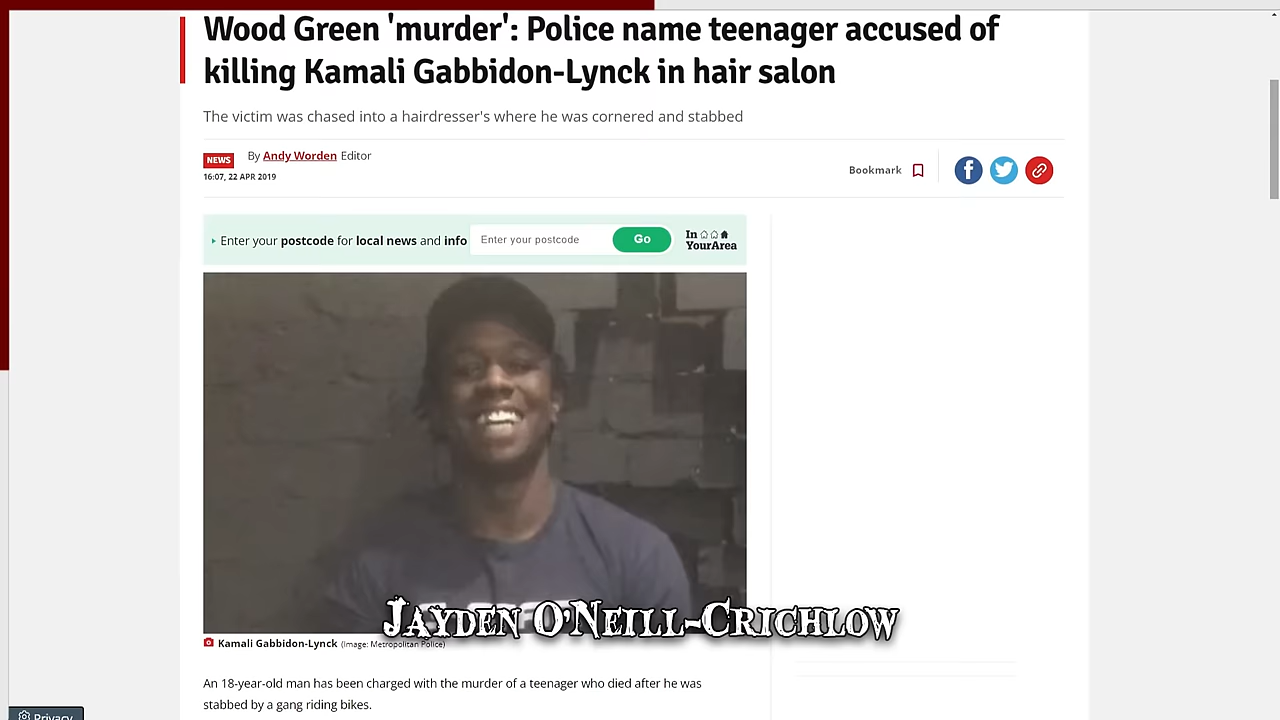 Wood Green 'murder': Police name teenager accused of
killing Kamali Gabbidon-Lynck in hair salon
The victim was chased into a hairdresser's where he was cornered and stabbed
NEWS
By Andy Worden Editor
16:07, 22 APR 2019
Bookmark
Enter your postcode for local news and info
Enter your postcode
Go
In
YourArea
JAYDEN O'NEILL-CRICHLOW
Kamali Gabbidon-Lynck (Image: Metropolitan Police)
An 18-year-old man has been charged with the murder of a teenager who died after he was
stabbed by a gang riding bikes.
Privacy